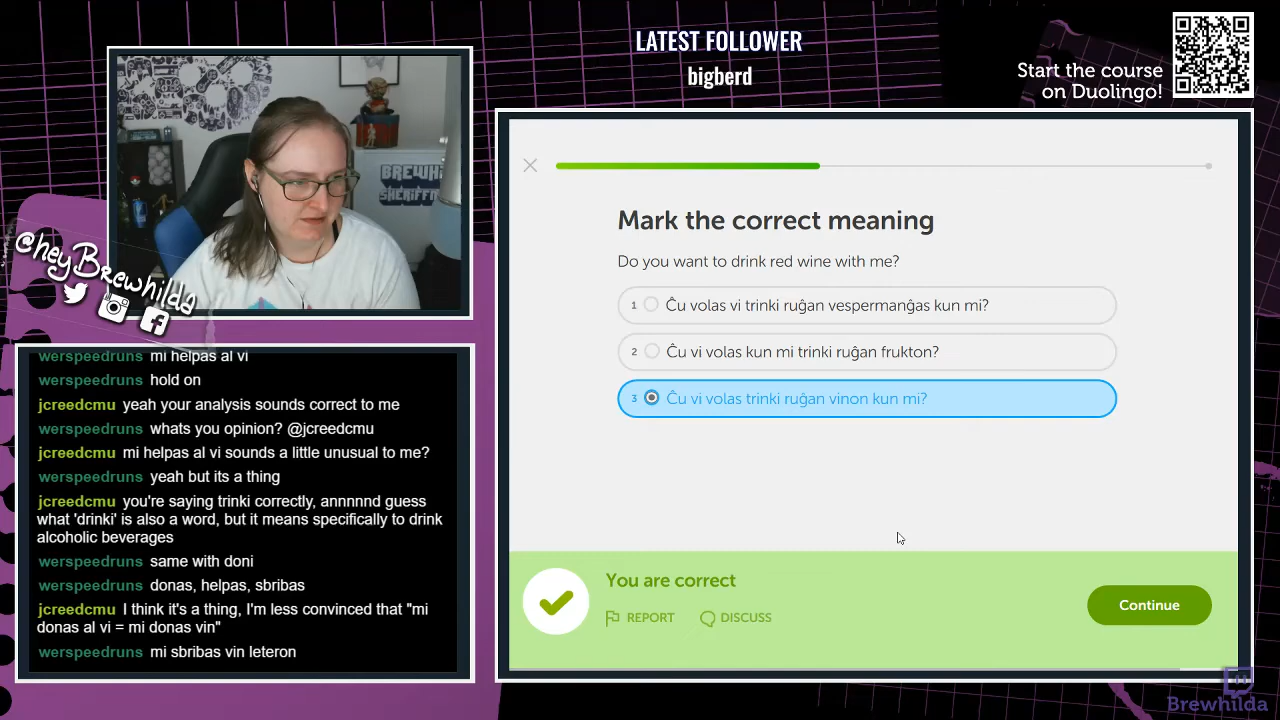 LATEST FOLLOWER
bigberd
Start the course
on Duolingo!
BREWH
SHERIFFM
@heyBrewhilda
werspeedruns mi helpas al vi
werspeedruns hold on
jcreedcmu yeah your analysis sounds correct to me
werspeedruns whats you opinion? @jcreedcmu
jcreedcmu mi helpas al vi sounds a little unusual to me?
werspeedruns yeah but its a thing
jcreedcmu you're saying trinki correctly, annnnnd guess
what 'drinki' is also a word, but it means specifically to drink
alcoholic beverages
werspeedruns same with doni
werspeedruns donas, helpas, sbribas
jcreedcmu I think it's a thing, I'm less convinced that "mi
donas al vi = mi donas vin"
werspeedruns mi sbribas vin leteron
Mark the correct meaning
Do you want to drink red wine with me?
1 Ĉu volas vi trinki ruĝan vespermanĝas kun mi?
2 Ĉu vi volas kun mi trinki ruĝan frukton?
3 Ĉu vi volas trinki ruĝan vinon kun mi?
You are correct
REPORT DISCUSS
Continue
Brewhilda